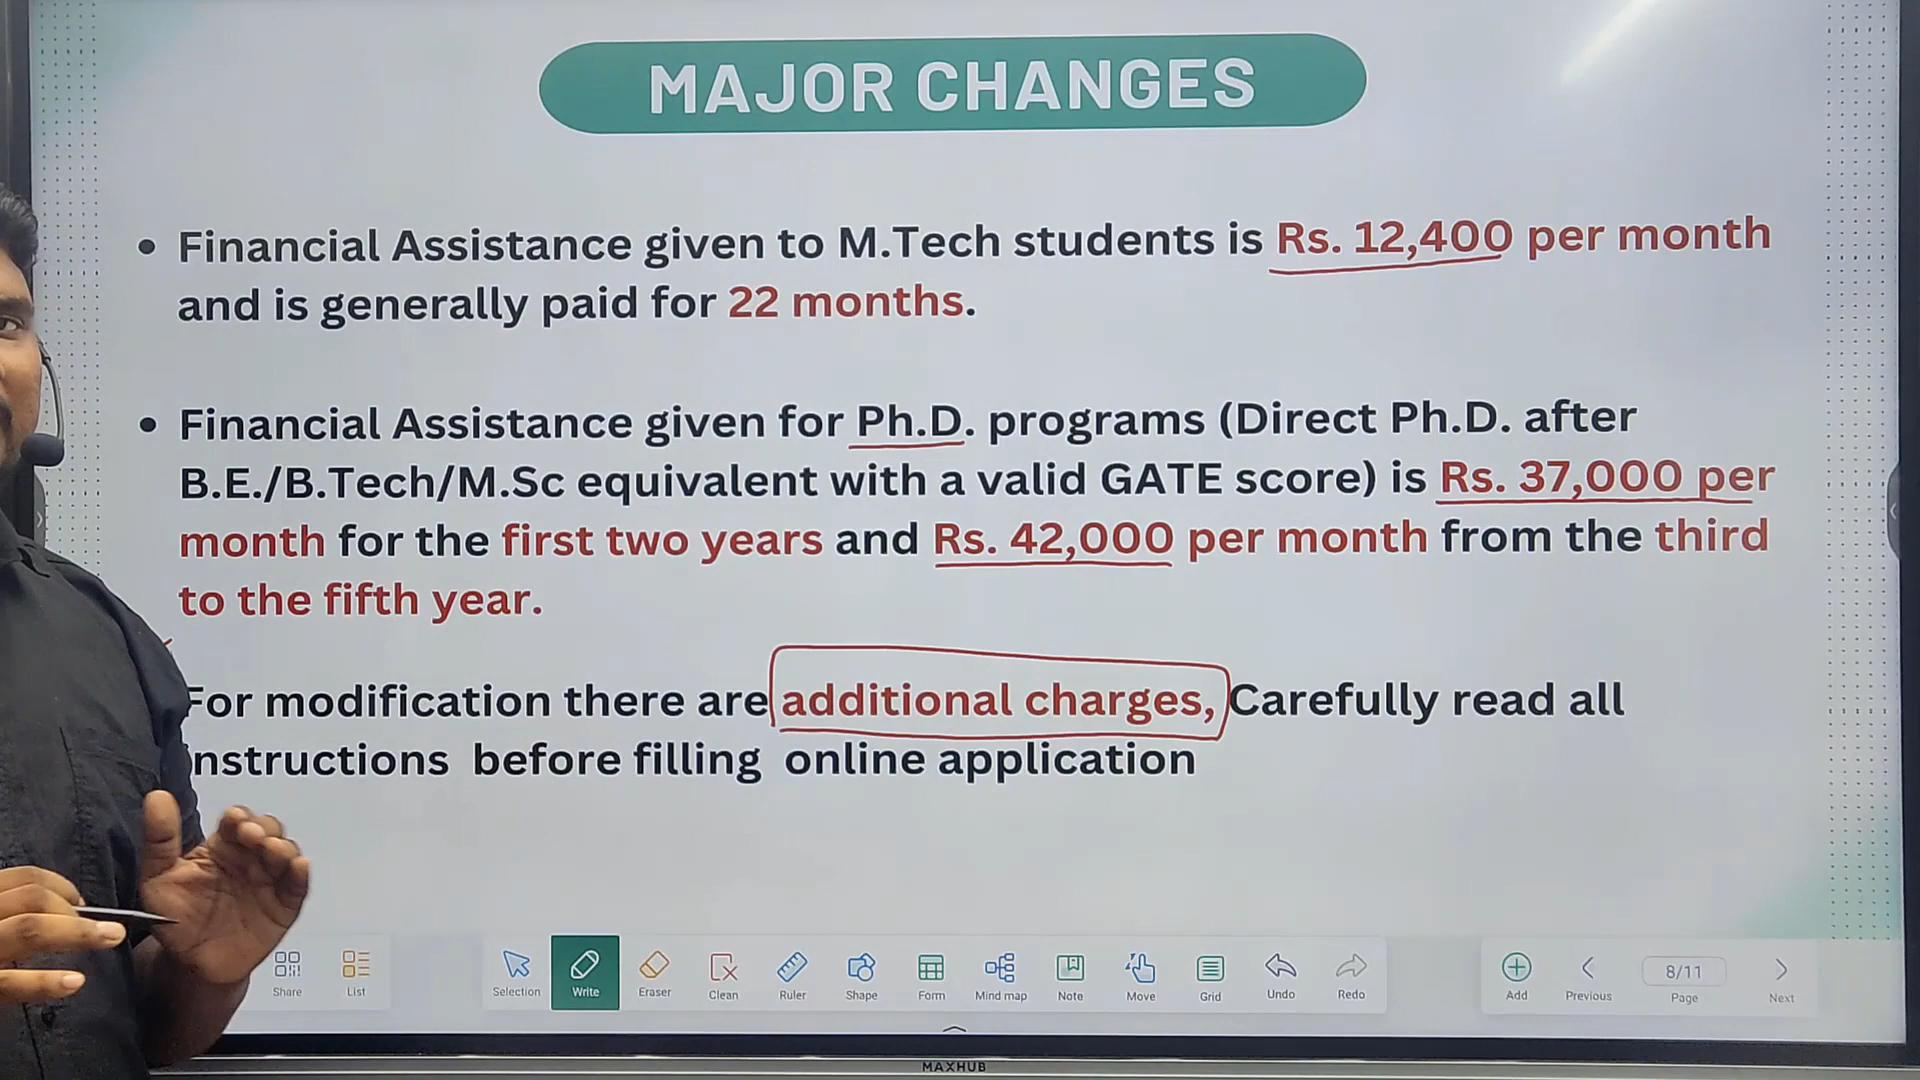 MAJOR CHANGES
• Financial Assistance given to M.Tech students is Rs. 12,400 per month
and is generally paid for 22 months.
• Financial Assistance given for Ph.D. programs (Direct Ph.D. after
B.E./B.Tech/M.Sc equivalent with a valid GATE score) is Rs. 37,000 per
month for the first two years and Rs. 42,000 per month from the third
to the fifth year.
For modification there are additional charges, Carefully read all
nstructions before filling online application
Share List Selection Write Eraser Clean Ruler Shape Form Mind map Note Move Grid Undo Redo Add Previous 8/11 Page Next
MAXHUB